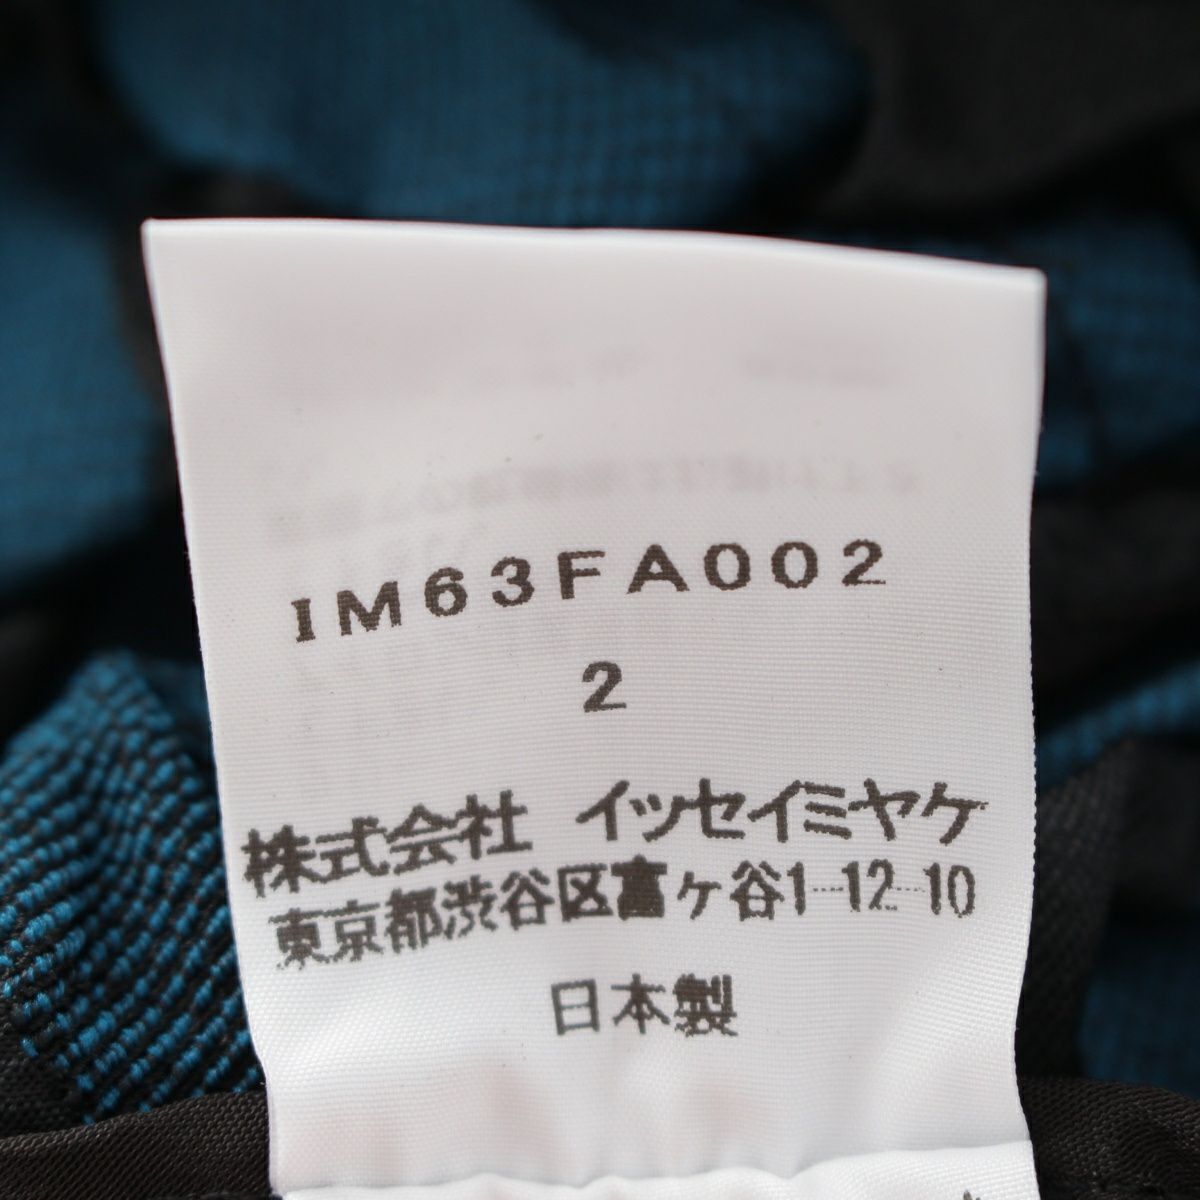 IM63FA002
2
株式会社 イッセイミヤケ
東京都渋谷区富ヶ谷1-12-10
日本製